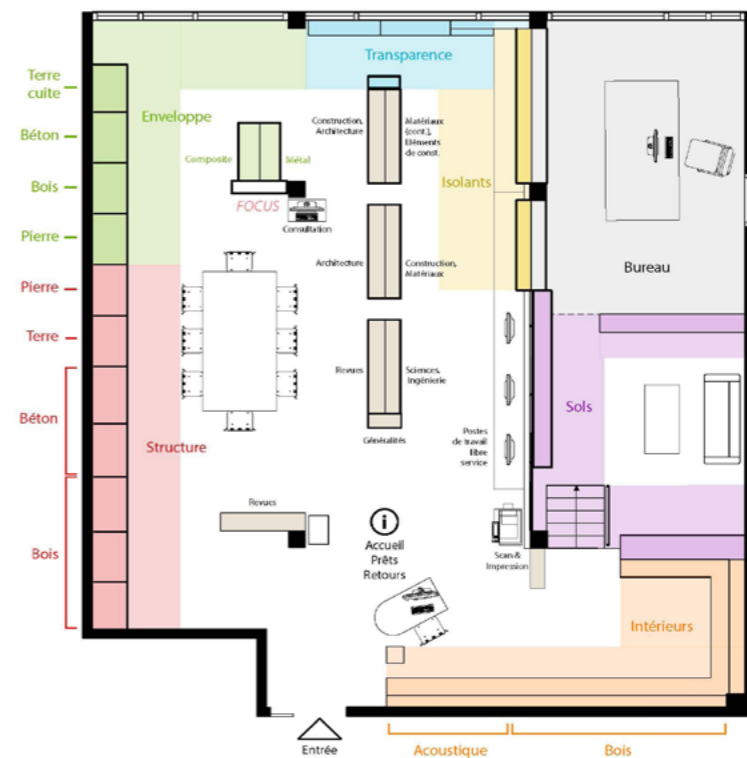 Transparence
Terre
cuite
Enveloppe
Béton
Bois
Pierre
Composite
Métal
FOCUS
Consultation
Construction,
Architecture
Matériaux
(cont.),
Eléments
de const.
Isolants
Bureau
Architecture
Construction,
Matériaux
Pierre
Terre
Béton
Bois
Structure
Revues
Sciences,
Ingénierie
Généralités
Postes
de travail
libre
service
Sols
Revues
i
Accueil
Prêts
Retours
Scan &
Impression
Intérieurs
Entrée
Acoustique
Bois